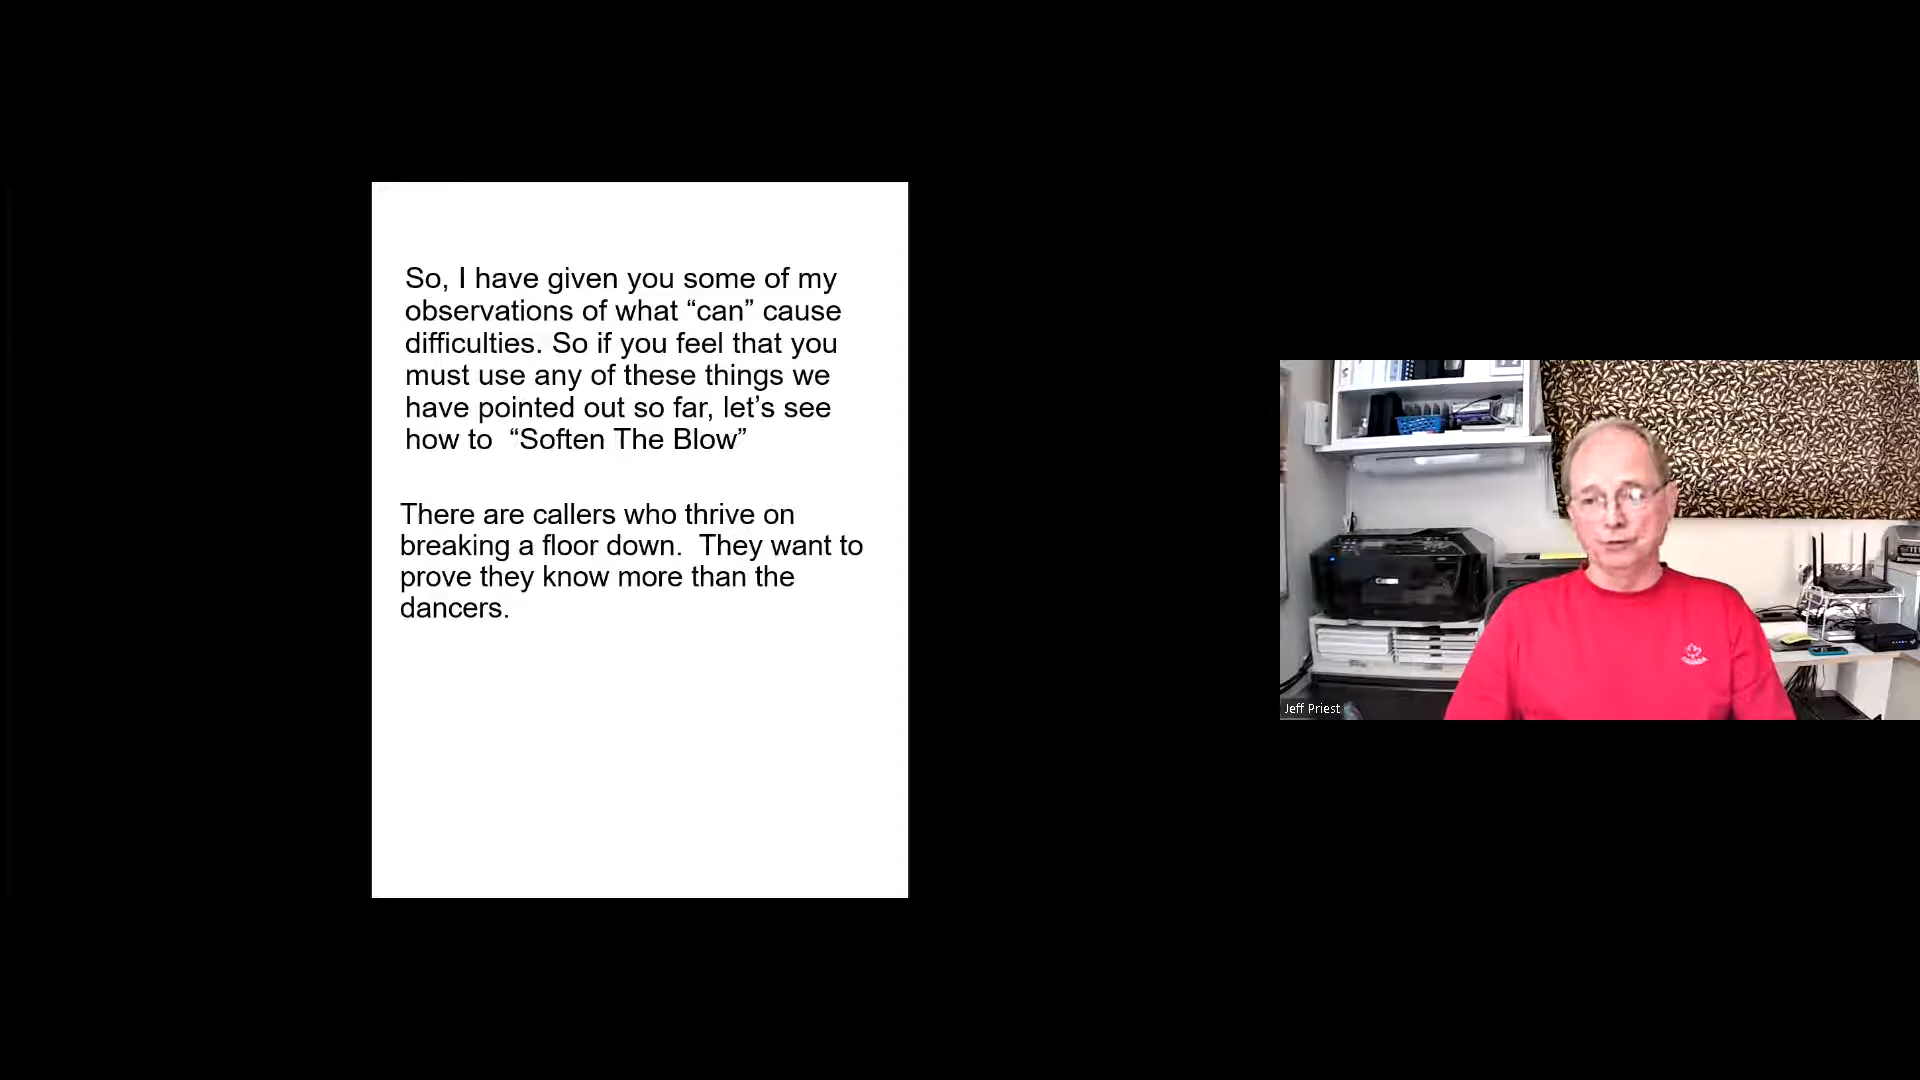 So, I have given you some of my
observations of what “can” cause
difficulties. So if you feel that you
must use any of these things we
have pointed out so far, let’s see
how to  “Soften The Blow”
There are callers who thrive on
breaking a floor down.  They want to
prove they know more than the
dancers.
Canon
CANADA
Jeff Priest